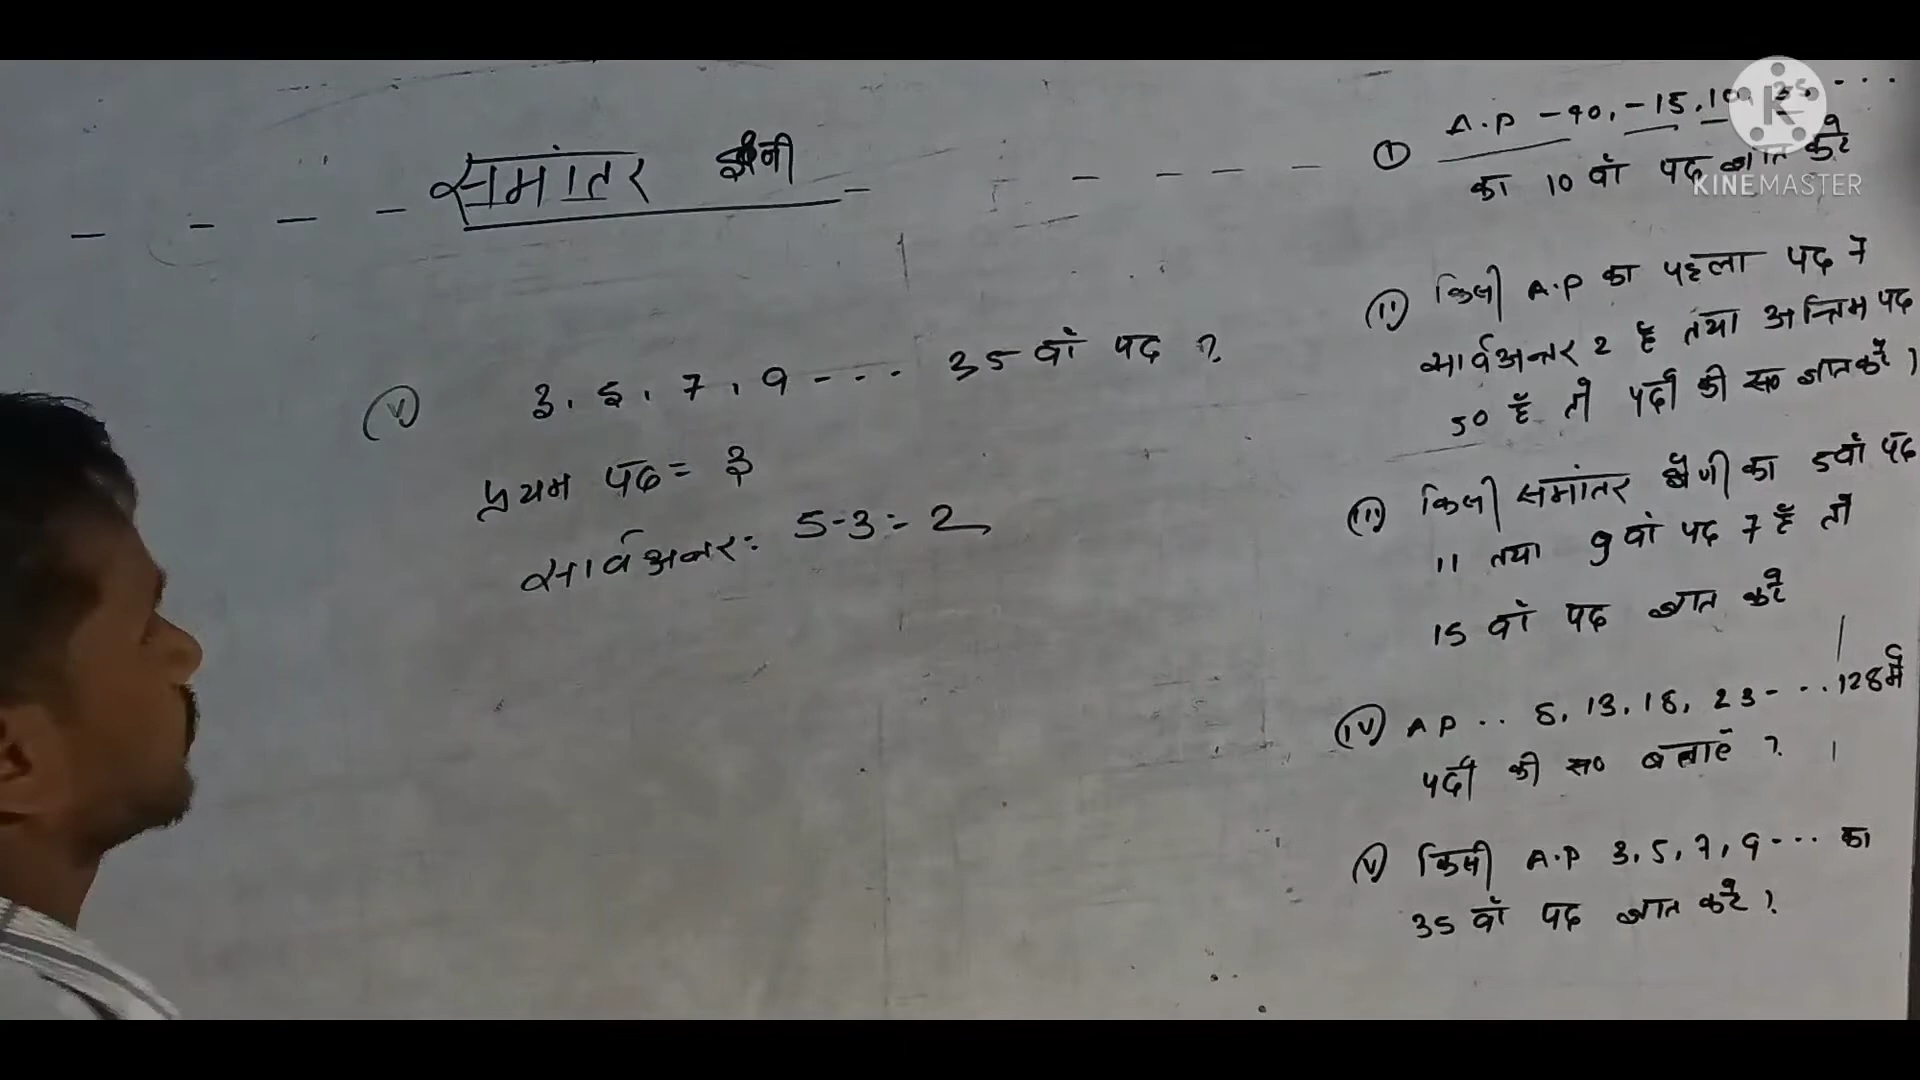 समांतर श्रेनी
(V) 3, 5, 7, 9 --- 35 वाँ पद ?
प्रथम पद = 3
सार्वअन्तर = 5-3 = 2
(I) A.P -40, -15, 10, 35, ...
का 10 वाँ पद ज्ञात करें
KINEMASTER
(II) किसी A.P का पहला पद 7
सार्वअन्तर 2 है तथा अन्तिम पद
50 है तो पदों की स० ज्ञात करें ?
(III) किसी समांतर श्रेणी का 5वाँ पद
11 तथा 9 वाँ पद 7 है तो
15 वाँ पद ज्ञात करें
(IV) A P .. 8, 13, 18, 23 - ... 128 में
पदों की स० बताएं ?
(V) किसी A.P 3, 5, 7, 9 --... का
35 वाँ पद ज्ञात करें ?